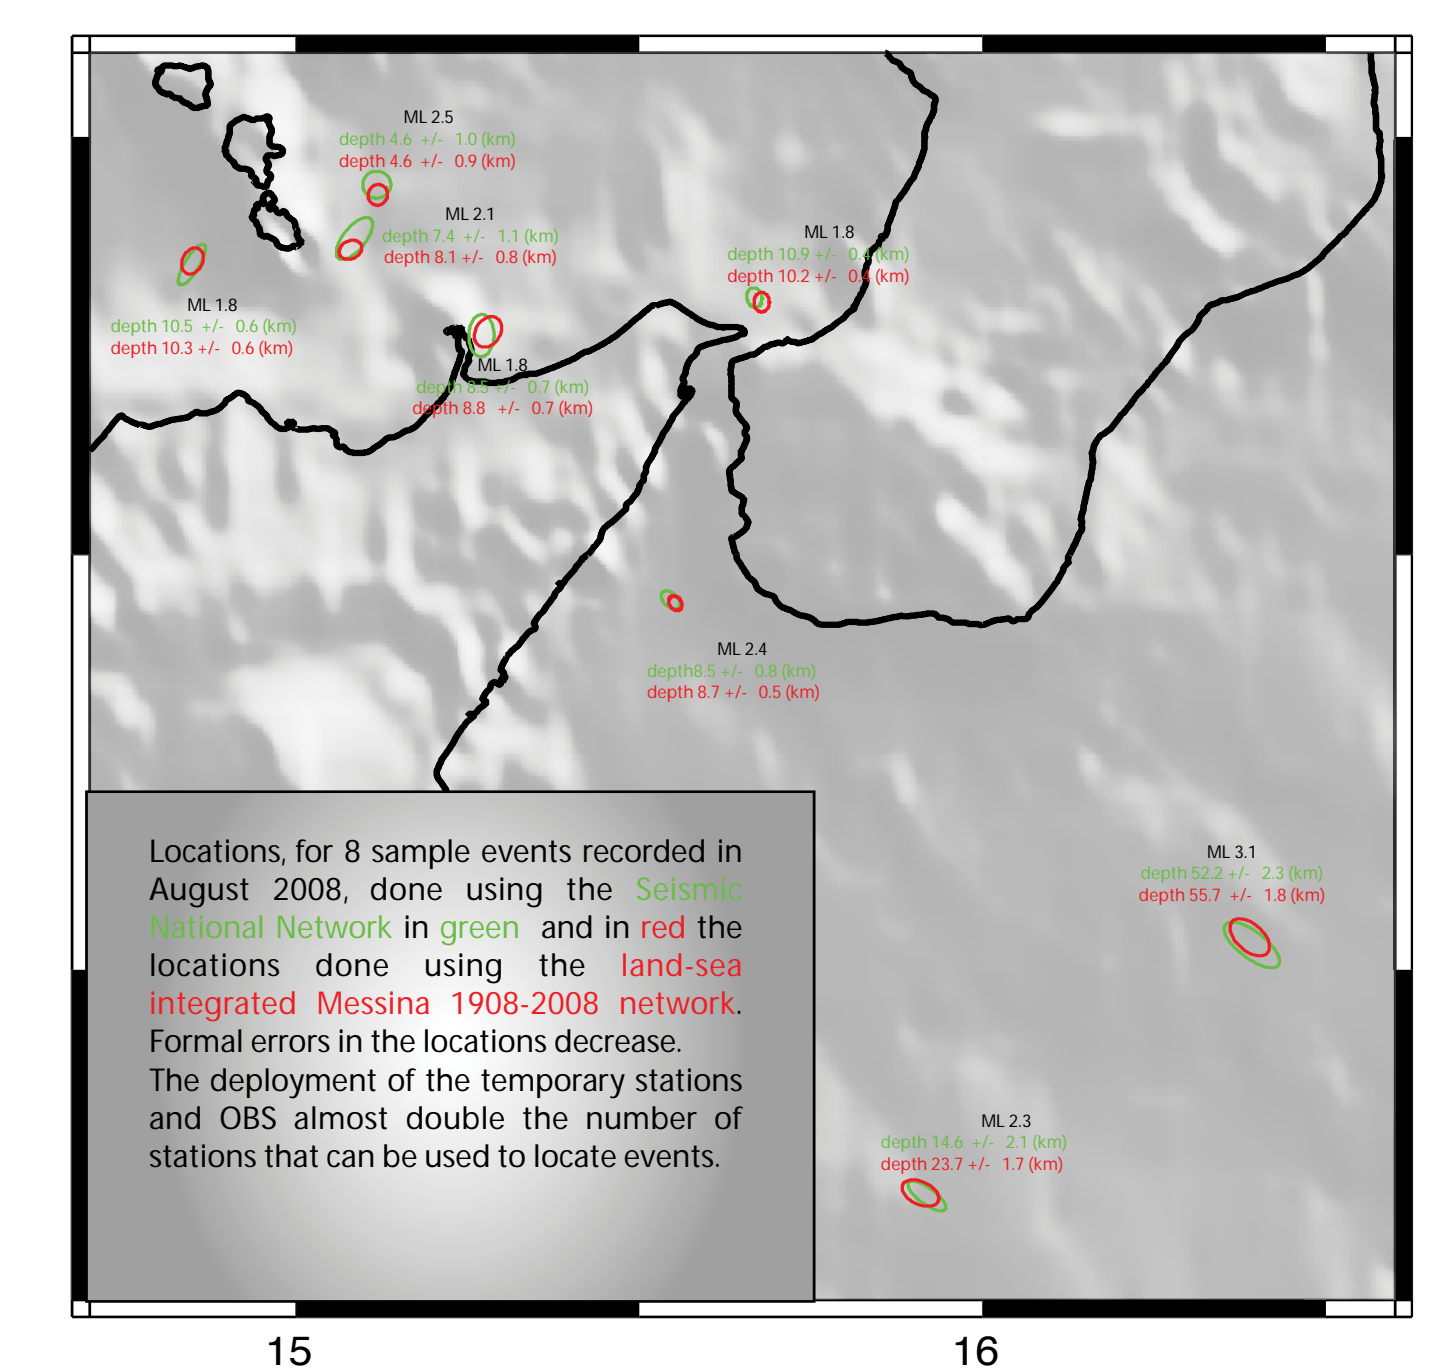 ML 2.5
depth 4.6 +/- 1.0 (km)
depth 4.6 +/- 0.9 (km)
ML 2.1
depth 7.4 +/- 1.1 (km)
depth 8.1 +/- 0.8 (km)
ML 1.8
depth 10.9 +/- 0.4 (km)
depth 10.2 +/- 0.4 (km)
ML 1.8
depth 10.5 +/- 0.6 (km)
depth 10.3 +/- 0.6 (km)
ML 1.8
depth 8.5 +/- 0.7 (km)
depth 8.8 +/- 0.7 (km)
ML 2.4
depth8.5 +/- 0.8 (km)
depth 8.7 +/- 0.5 (km)
ML 3.1
depth 52.2 +/- 2.3 (km)
depth 55.7 +/- 1.8 (km)
ML 2.3
depth 14.6 +/- 2.1 (km)
depth 23.7 +/- 1.7 (km)
Locations, for 8 sample events recorded in
August 2008, done using the Seismic
National Network in green and in red the
locations done using the land-sea
integrated Messina 1908-2008 network.
Formal errors in the locations decrease.
The deployment of the temporary stations
and OBS almost double the number of
stations that can be used to locate events.
15
16